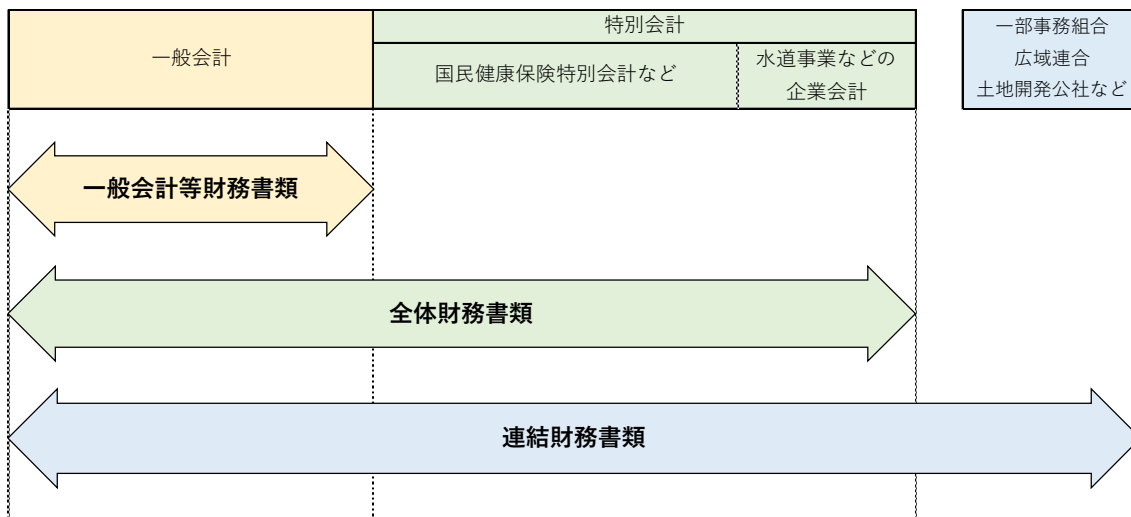 一般会計
特別会計
国民健康保険特別会計など
水道事業などの
企業会計
一部事務組合
広域連合
土地開発公社など
一般会計等財務書類
全体財務書類
連結財務書類